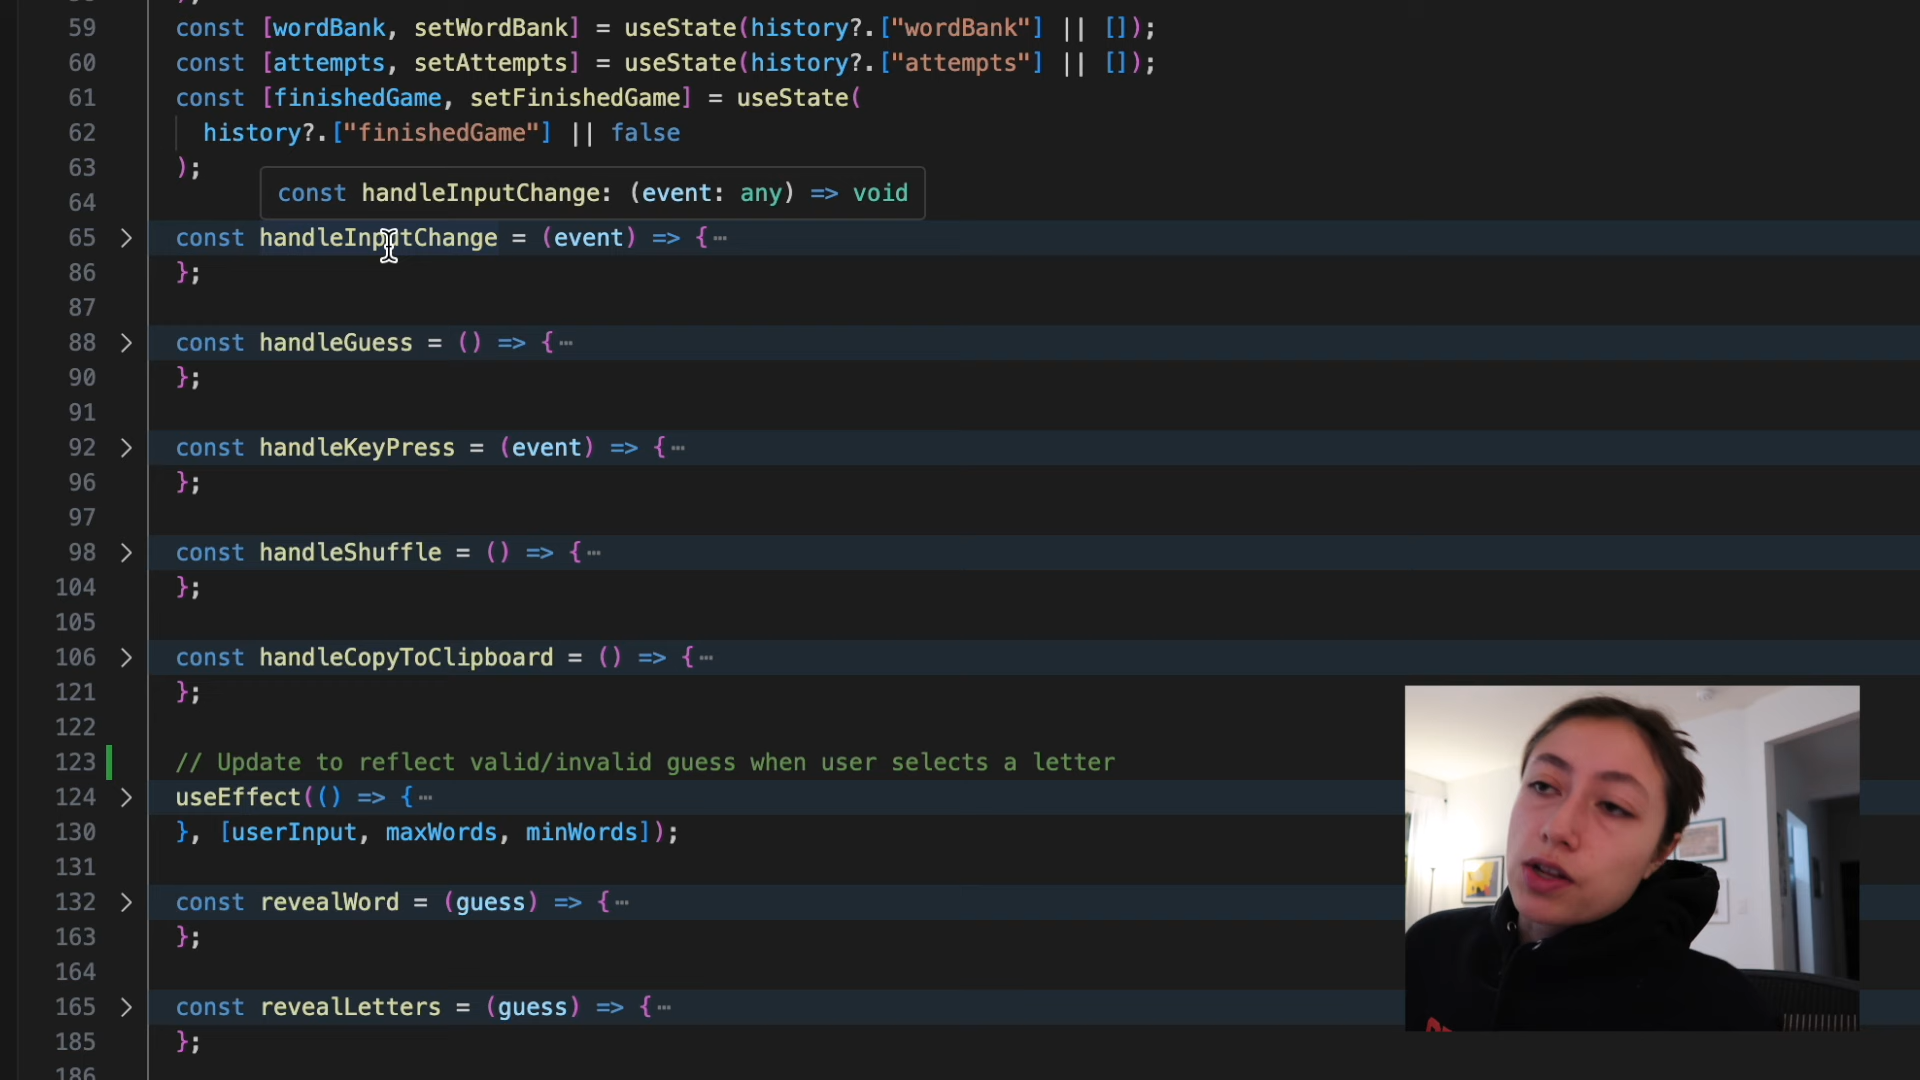 59 const [wordBank, setWordBank] = useState(history?.["wordBank"] || []);
60 const [attempts, setAttempts] = useState(history?.["attempts"] || []);
61 const [finishedGame, setFinishedGame] = useState(
62 history?.["finishedGame"] || false
63 );
const handleInputChange: (event: any) => void
64
65 const handleInputChange = (event) => {⋯
86 };
87
88 const handleGuess = () => {⋯
90 };
91
92 const handleKeyPress = (event) => {⋯
96 };
97
98 const handleShuffle = () => {⋯
104 };
105
106 const handleCopyToClipboard = () => {⋯
121 };
122
123 // Update to reflect valid/invalid guess when user selects a letter
124 useEffect(() => {⋯
130 }, [userInput, maxWords, minWords]);
131
132 const revealWord = (guess) => {⋯
163 };
164
165 const revealLetters = (guess) => {⋯
185 };
186